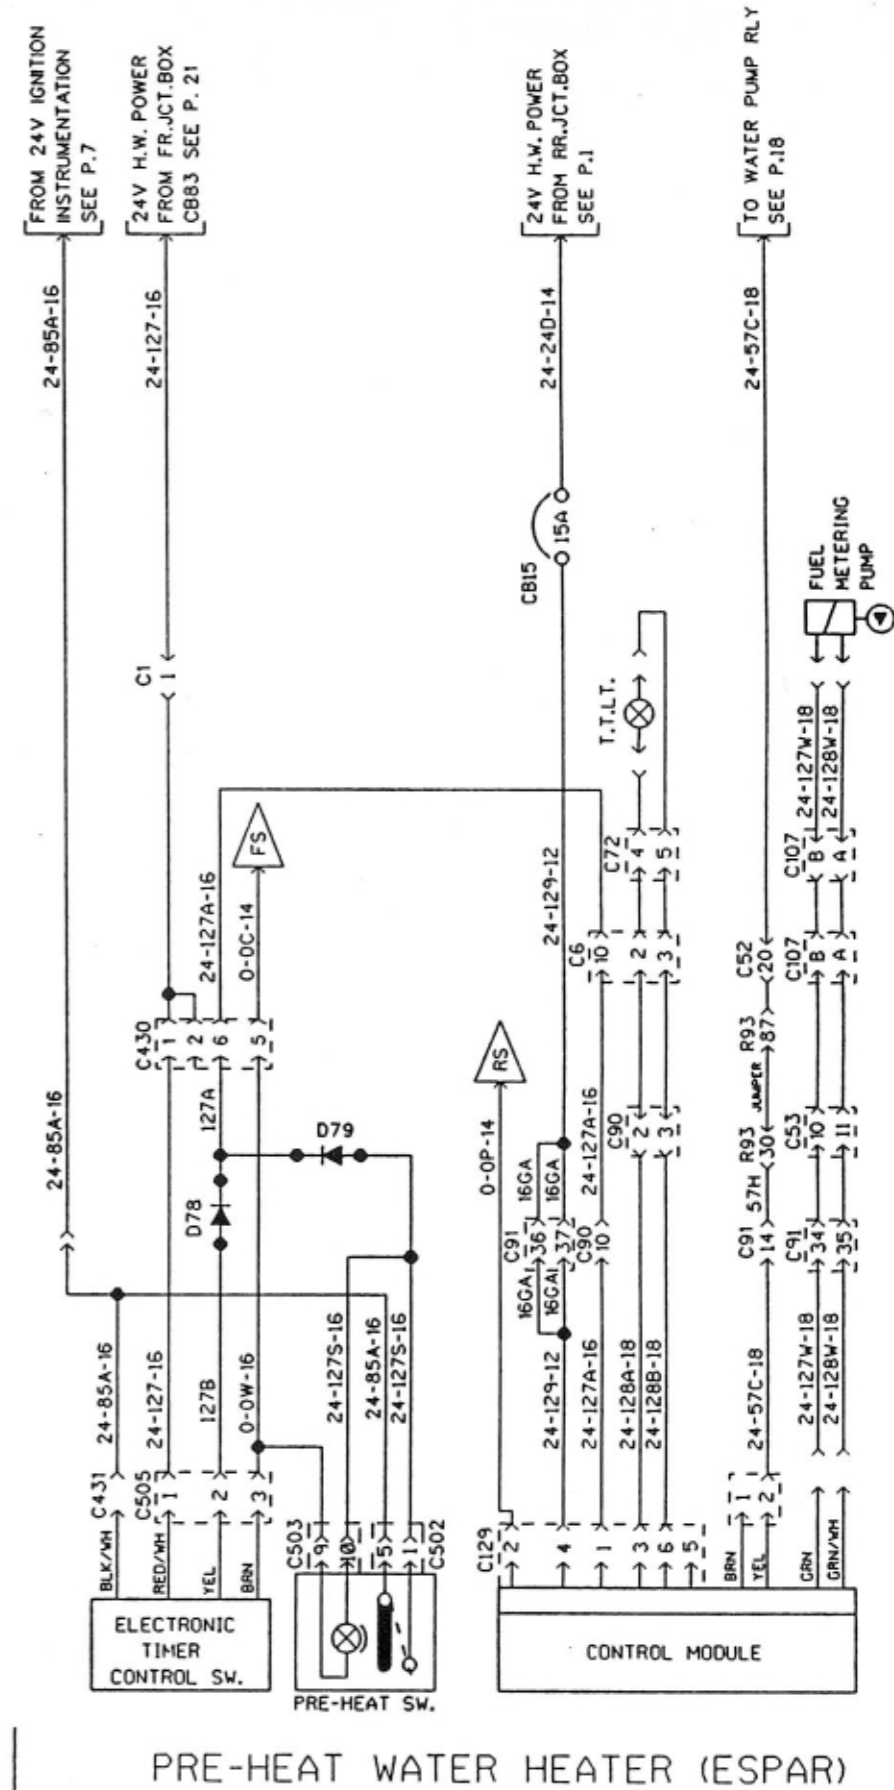 FROM 24V IGNITION
INSTRUMENTATION
SEE P.7
24V H.W. POWER
FROM FR.JCT.BOX
CB83 SEE P. 21
24V H.W. POWER
FROM RR.JCT.BOX
SEE P.1
TO WATER PUMP RLY
SEE P.18
24-85A-16
24-127-16
24-24D-14
24-57C-18
CB15
15A
C1
1
T.T.LT.
FUEL
METERING
PUMP
24-127W-18
24-128W-18
FS
24-127A-16
0-0C-14
24-129-12
C72
4
5
C107
B
A
C6
10
2
3
C52
20
C107
B
A
C430
1
2
6
5
RS
R93
87
JUMPER
24-85A-16
127A
D79
D78
0-0P-14
16GA
16GA
24-127A-16
C90
2
3
R93
30
57H
C53
10
11
C91
36
37
C90
10
C91
14
C91
34
35
16GA
16GA
24-85A-16
24-127-16
127B
0-0W-16
24-127S-16
24-85A-16
24-127S-16
24-129-12
24-127A-16
24-128A-18
24-128B-18
24-57C-18
24-127W-18
24-128W-18
C431
C505
1
2
3
C503
9
10
5
1
C502
C129
2
4
1
3
6
5
1
2
BLK/WH
RED/WH
YEL
BRN
BRN
YEL
GRN
GRN/WH
ELECTRONIC
TIMER
CONTROL SW.
PRE-HEAT SW.
CONTROL MODULE
PRE-HEAT WATER HEATER (ESPAR)